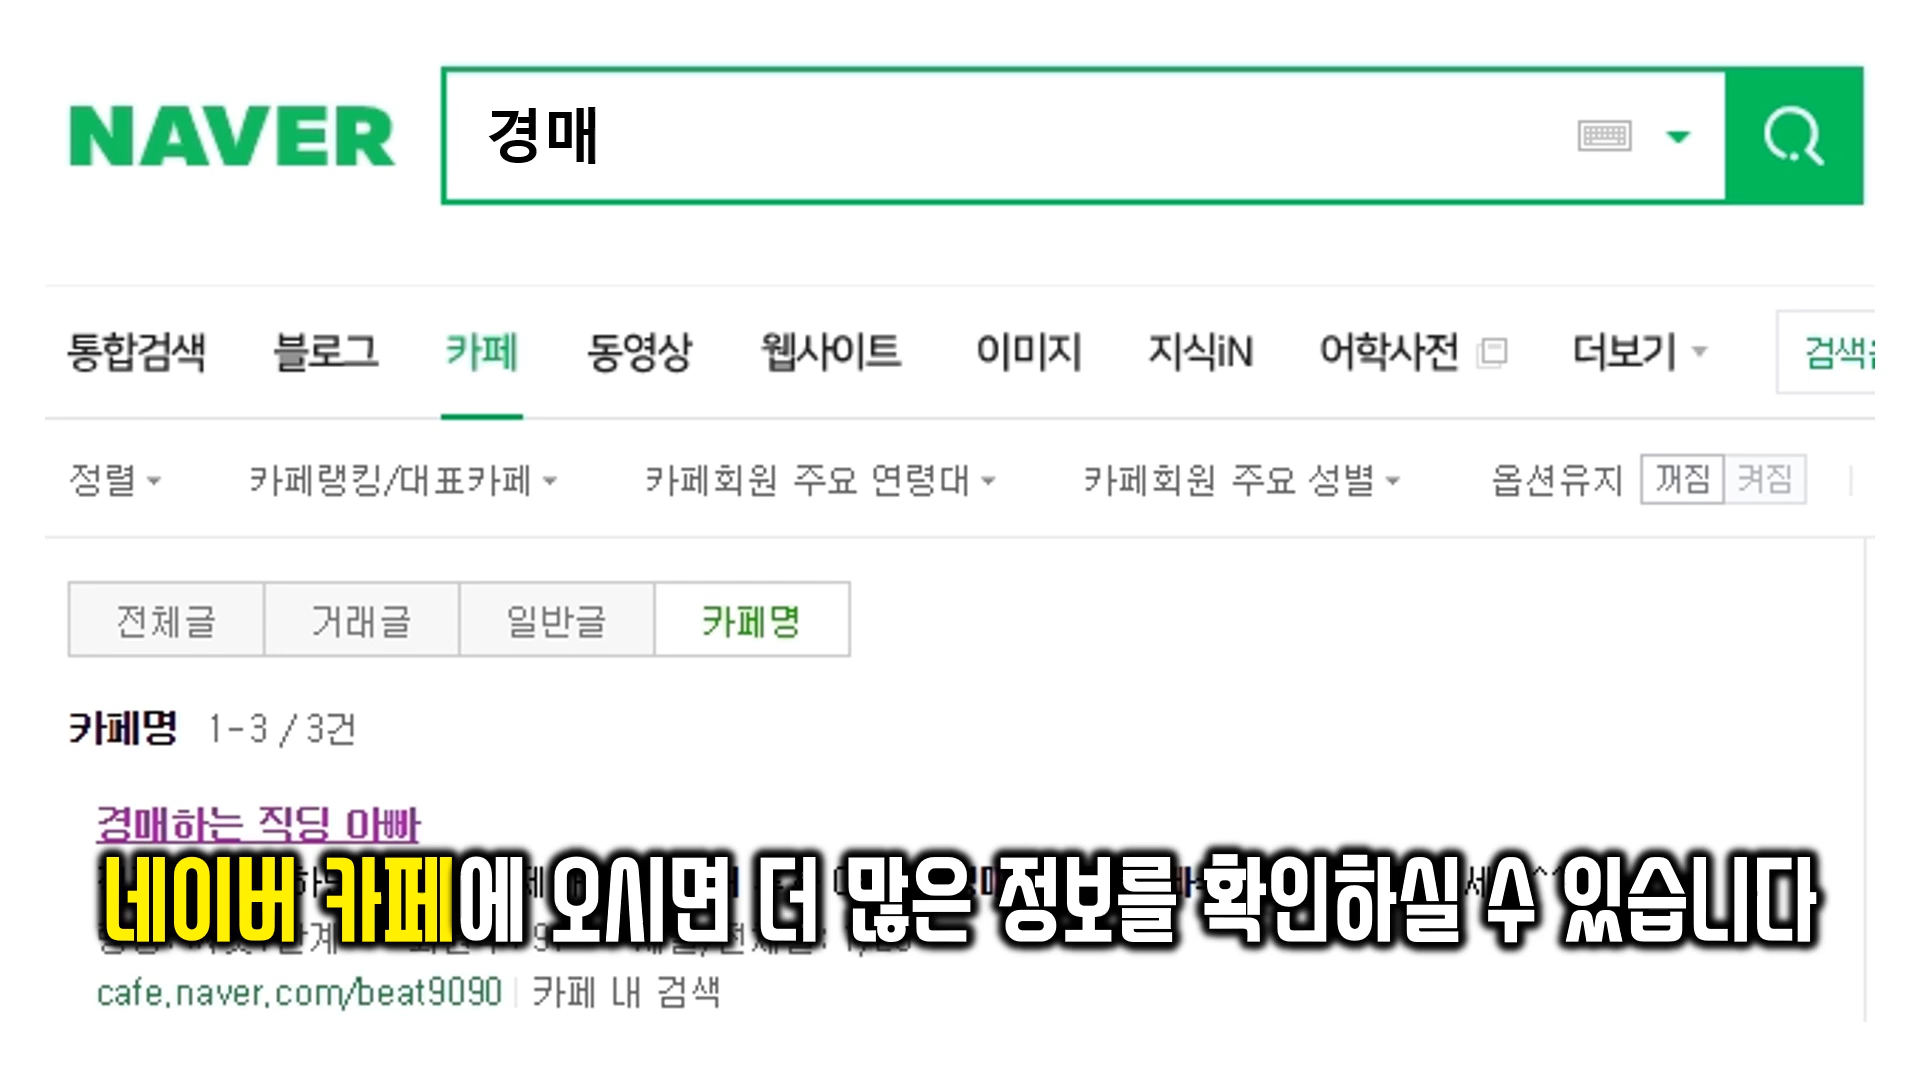 NAVER 경매
통합검색 블로그 카페 동영상 웹사이트 이미지 지식iN 어학사전 더보기 검색
정렬 카페랭킹/대표카페 카페회원 주요 연령대 카페회원 주요 성별 옵션유지 꺼짐 켜짐
전체글 거래글 일반글 카페명
카페명 1-3 / 3건
경매하는 직딩 아빠
네이버 카페에 오시면 더 많은 정보를 확인하실 수 있습니다
cafe.naver.com/beat9090 카페 내 검색